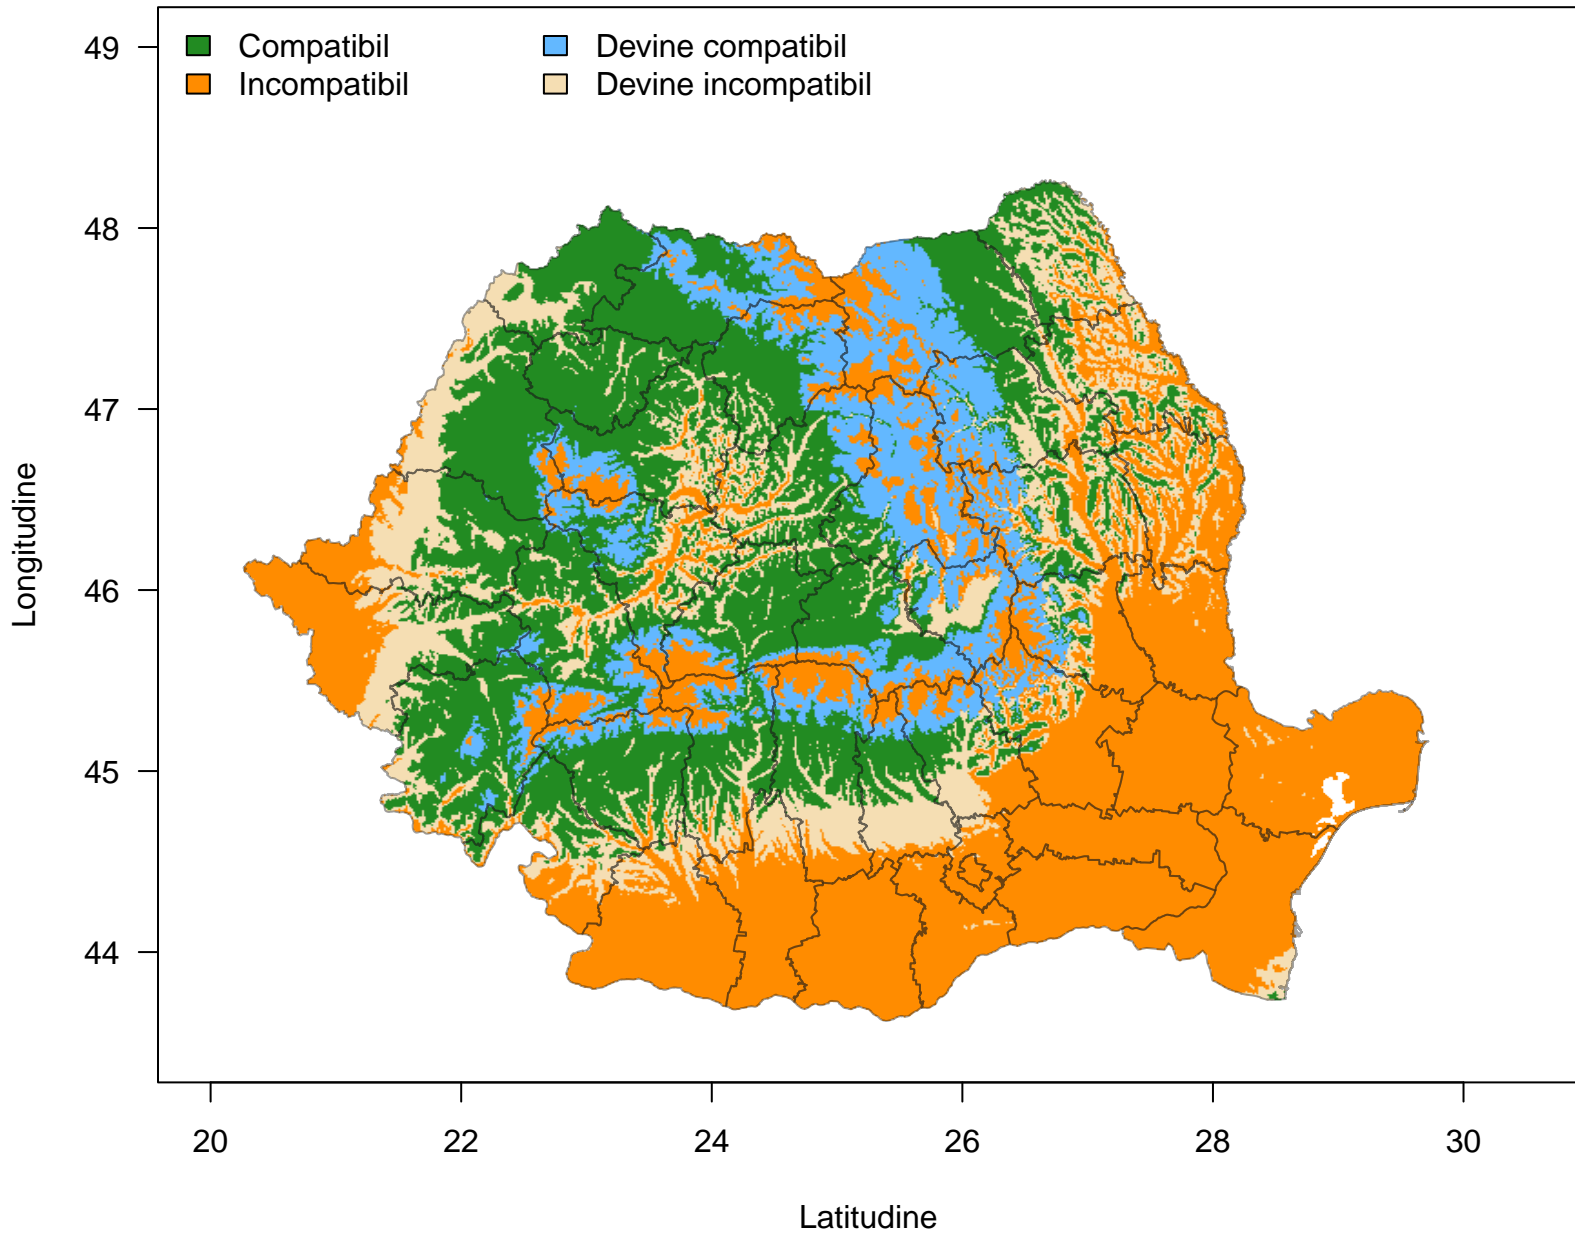 Compatibil
Incompatibil
Devine compatibil
Devine incompatibil
49
48
47
46
45
44
Longitudine
20 22 24 26 28 30
Latitudine